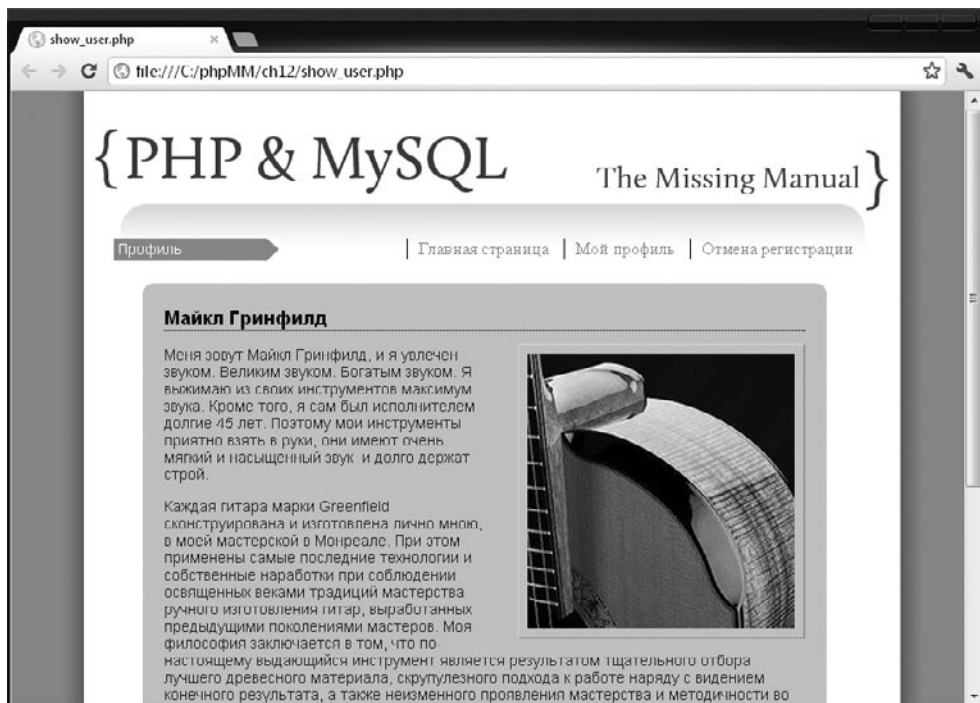 show_user.php
file:///C:/phpMM/ch12/show_user.php
{PHP & MySQL The Missing Manual}
Профиль
Главная страница | Мой профиль | Отмена регистрации
Майкл Гринфилд
Меня зовут Майкл Гринфилд, и я увлечен
звуком. Великим звуком. Богатым звуком. Я
выжимаю из своих инструментов максимум
звука. Кроме того, я сам был исполнителем
долгие 45 лет. Поэтому мои инструменты
приятно взять в руки, они имеют очень
мягкий и насыщенный звук и долго держат
строй.
Каждая гитара марки Greenfield
сконструирована и изготовлена лично мною,
в моей мастерской в Монреале. При этом
применены самые последние технологии и
собственные наработки при соблюдении
освященных веками традиций мастерства
ручного изготовления гитар, выработанных
предыдущими поколениями мастеров. Моя
философия заключается в том, что по-
настоящему выдающийся инструмент является результатом тщательного отбора
лучшего древесного материала, скрупулезного подхода к работе наряду с видением
конечного результата, а также неизменного проявления мастерства и методичности во